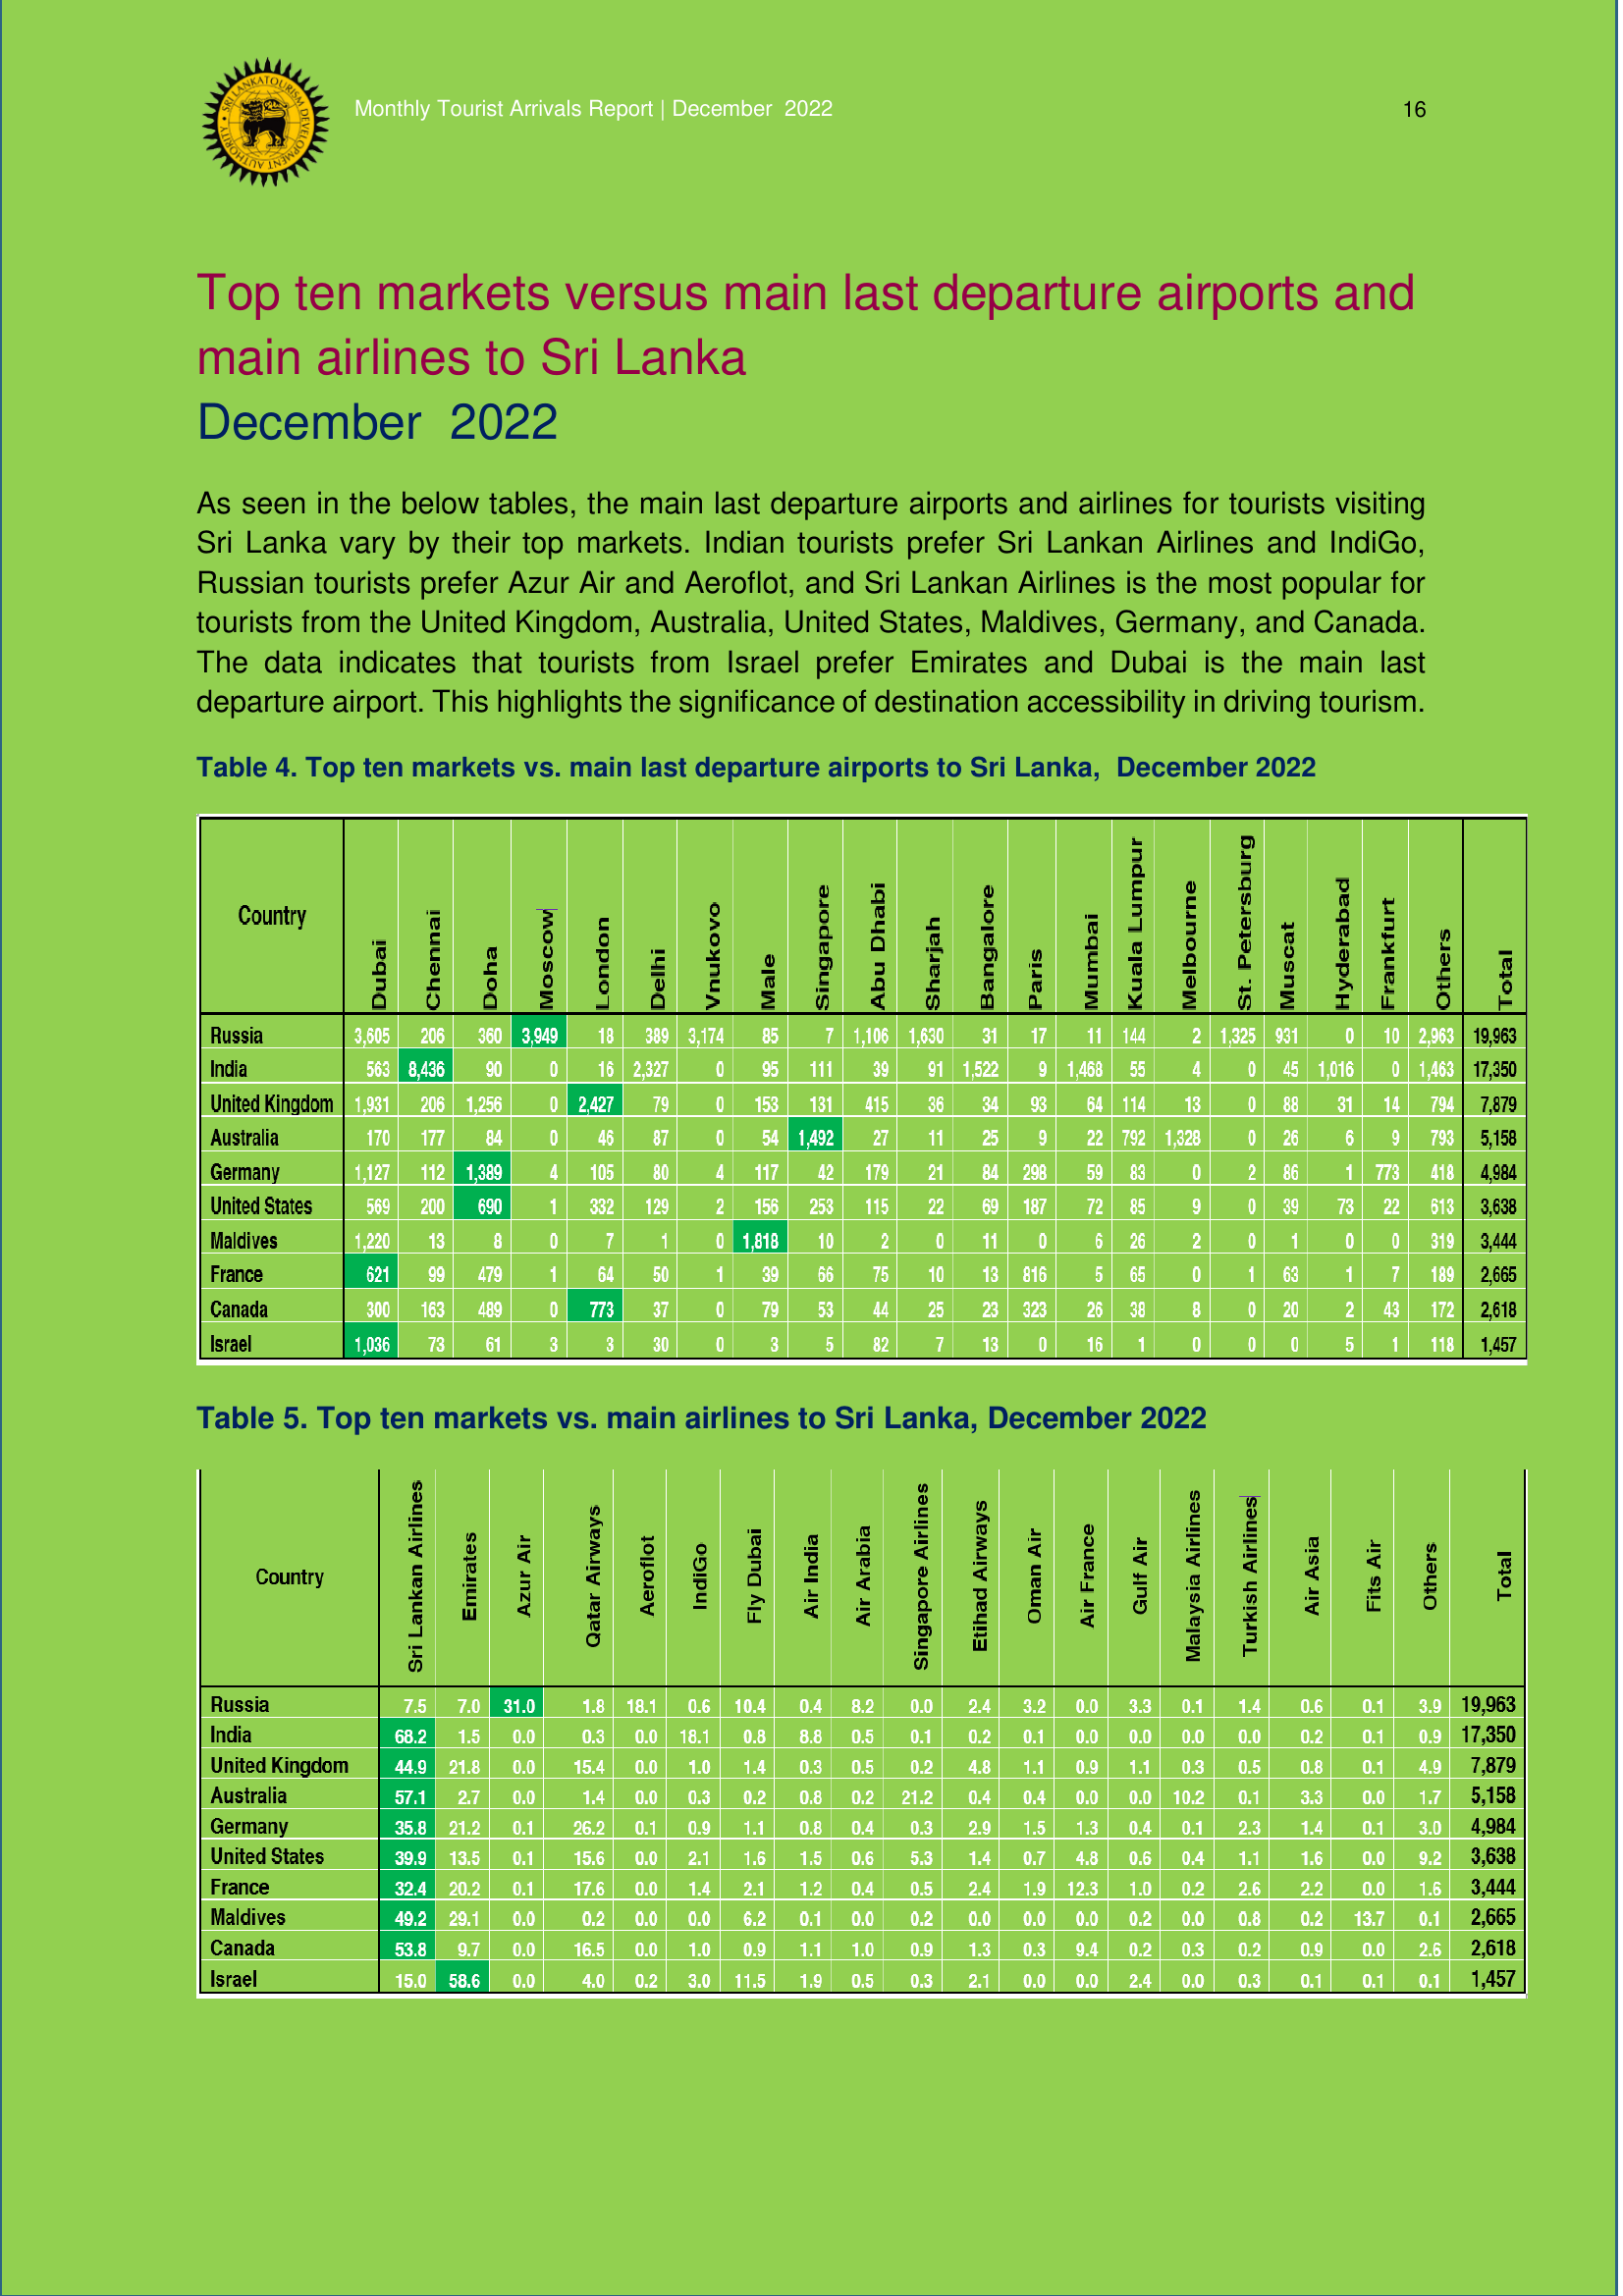 SRI LANKA TOURISM DEVELOPMENT AUTHORITY
Monthly Tourist Arrivals Report | December 2022
16
Top ten markets versus main last departure airports and
main airlines to Sri Lanka
December 2022
As seen in the below tables, the main last departure airports and airlines for tourists visiting
Sri Lanka vary by their top markets. Indian tourists prefer Sri Lankan Airlines and IndiGo,
Russian tourists prefer Azur Air and Aeroflot, and Sri Lankan Airlines is the most popular for
tourists from the United Kingdom, Australia, United States, Maldives, Germany, and Canada.
The data indicates that tourists from Israel prefer Emirates and Dubai is the main last
departure airport. This highlights the significance of destination accessibility in driving tourism.
Table 4. Top ten markets vs. main last departure airports to Sri Lanka, December 2022
Country Dubai Chennai Doha Moscow London Delhi Vnukovo Male Singapore Abu Dhabi Sharjah Bangalore Paris Mumbai Kuala Lumpur Melbourne St. Petersburg Muscat Hyderabad Frankfurt Others Total
Russia 3,605 206 360 3,949 18 389 3,174 85 7 1,106 1,630 31 17 11 144 2 1,325 931 0 10 2,963 19,963
India 563 8,436 90 0 16 2,327 0 95 111 39 91 1,522 9 1,468 55 4 0 45 1,016 0 1,463 17,350
United Kingdom 1,931 206 1,256 0 2,427 79 0 153 131 415 36 34 93 64 114 13 0 88 31 14 794 7,879
Australia 170 177 84 0 46 87 0 54 1,492 27 11 25 9 22 792 1,328 0 26 6 9 793 5,158
Germany 1,127 112 1,389 4 105 80 4 117 42 179 21 84 298 59 83 0 2 86 1 773 418 4,984
United States 569 200 690 1 332 129 2 156 253 115 22 69 187 72 85 9 0 39 73 22 613 3,638
Maldives 1,220 13 8 0 7 1 0 1,818 10 2 0 11 0 6 26 2 0 1 0 0 319 3,444
France 621 99 479 1 64 50 1 39 66 75 10 13 816 5 65 0 1 63 1 7 189 2,665
Canada 300 163 489 0 773 37 0 79 53 44 25 23 323 26 38 8 0 20 2 43 172 2,618
Israel 1,036 73 61 3 3 30 0 3 5 82 7 13 0 16 1 0 0 0 5 1 118 1,457
Table 5. Top ten markets vs. main airlines to Sri Lanka, December 2022
Country Sri Lankan Airlines Emirates Azur Air Qatar Airways Aeroflot IndiGo Fly Dubai Air India Air Arabia Singapore Airlines Etihad Airways Oman Air Air France Gulf Air Malaysia Airlines Turkish Airlines Air Asia Fits Air Others Total
Russia 7.5 7.0 31.0 1.8 18.1 0.6 10.4 0.4 8.2 0.0 2.4 3.2 0.0 3.3 0.1 1.4 0.6 0.1 3.9 19,963
India 68.2 1.5 0.0 0.3 0.0 18.1 0.8 8.8 0.5 0.1 0.2 0.1 0.0 0.0 0.0 0.0 0.2 0.1 0.9 17,350
United Kingdom 44.9 21.8 0.0 15.4 0.0 1.0 1.4 0.3 0.5 0.2 4.8 1.1 0.9 1.1 0.3 0.5 0.8 0.1 4.9 7,879
Australia 57.1 2.7 0.0 1.4 0.0 0.3 0.2 0.8 0.2 21.2 0.4 0.4 0.0 0.0 10.2 0.1 3.3 0.0 1.7 5,158
Germany 35.8 21.2 0.1 26.2 0.1 0.9 1.1 0.8 0.4 0.3 2.9 1.5 1.3 0.4 0.1 2.3 1.4 0.1 3.0 4,984
United States 39.9 13.5 0.1 15.6 0.0 2.1 1.6 1.5 0.6 5.3 1.4 0.7 4.8 0.6 0.4 1.1 1.6 0.0 9.2 3,638
France 32.4 20.2 0.1 17.6 0.0 1.4 2.1 1.2 0.4 0.5 2.4 1.9 12.3 1.0 0.2 2.6 2.2 0.0 1.6 3,444
Maldives 49.2 29.1 0.0 0.2 0.0 0.0 6.2 0.1 0.0 0.2 0.0 0.0 0.0 0.2 0.0 0.8 0.2 13.7 0.1 2,665
Canada 53.8 9.7 0.0 16.5 0.0 1.0 0.9 1.1 1.0 0.9 1.3 0.3 9.4 0.2 0.3 0.2 0.9 0.0 2.6 2,618
Israel 15.0 58.6 0.0 4.0 0.2 3.0 11.5 1.9 0.5 0.3 2.1 0.0 0.0 2.4 0.0 0.3 0.1 0.1 0.1 1,457